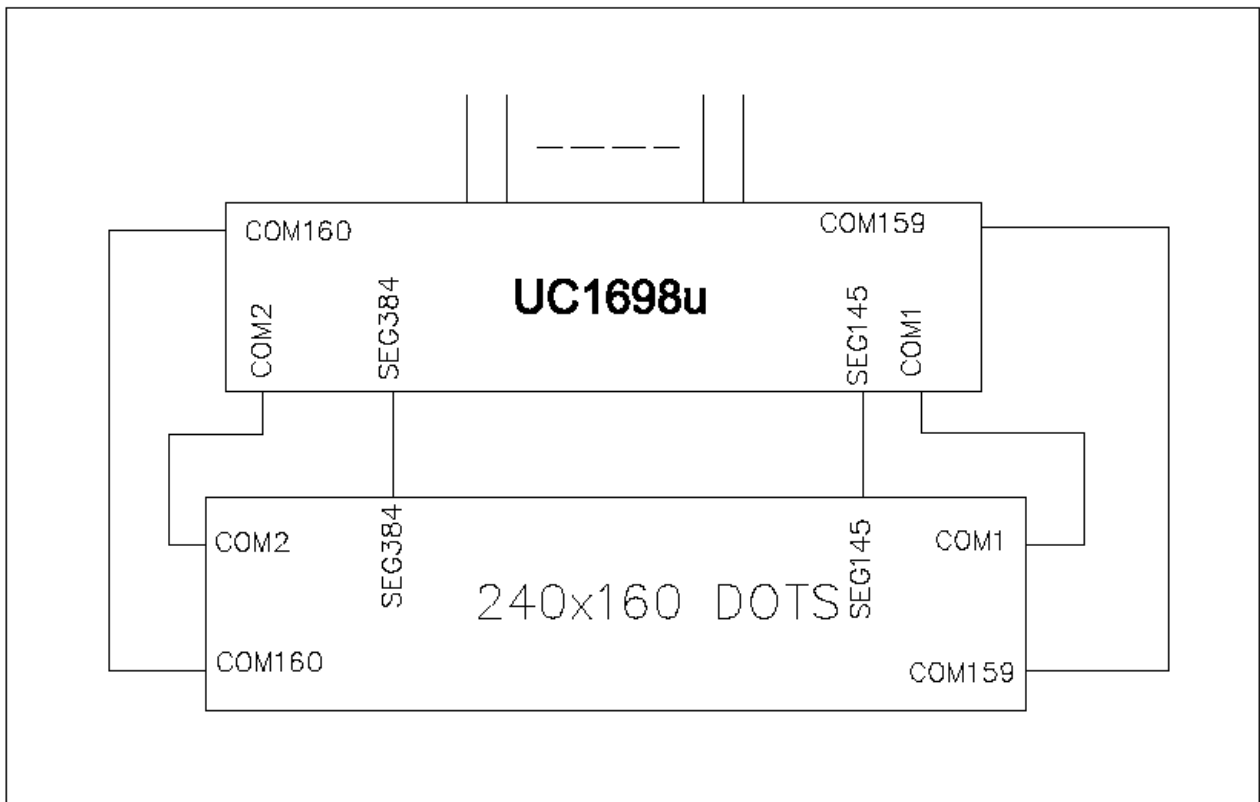 COM160
COM159
UC1698u
COM2
SEG384
SEG145
COM1
COM2
SEG384
SEG145
COM1
240x160 DOTS
COM160
COM159